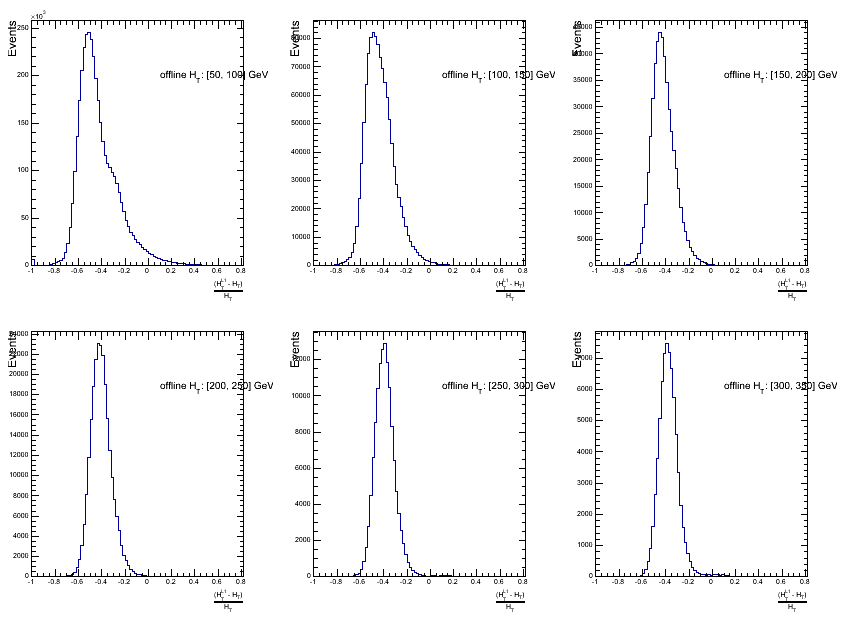 ×10³
Events
250
200
150
100
50
0
offline H_T: [50, 100] GeV
-1 -0.8 -0.6 -0.4 -0.2 0 0.2 0.4 0.6 0.8
(H_T^L1 - H_T)
H_T
Events
80000
70000
60000
50000
40000
30000
20000
10000
0
offline H_T: [100, 150] GeV
-1 -0.8 -0.6 -0.4 -0.2 0 0.2 0.4 0.6 0.8
(H_T^L1 - H_T)
H_T
Events
45000
40000
35000
30000
25000
20000
15000
10000
5000
0
offline H_T: [150, 200] GeV
-1 -0.8 -0.6 -0.4 -0.2 0 0.2 0.4 0.6 0.8
(H_T^L1 - H_T)
H_T
Events
24000
22000
20000
18000
16000
14000
12000
10000
8000
6000
4000
2000
0
offline H_T: [200, 250] GeV
-1 -0.8 -0.6 -0.4 -0.2 0 0.2 0.4 0.6 0.8
(H_T^L1 - H_T)
H_T
Events
12000
10000
8000
6000
4000
2000
0
offline H_T: [250, 300] GeV
-1 -0.8 -0.6 -0.4 -0.2 0 0.2 0.4 0.6 0.8
(H_T^L1 - H_T)
H_T
Events
7000
6000
5000
4000
3000
2000
1000
0
offline H_T: [300, 350] GeV
-1 -0.8 -0.6 -0.4 -0.2 0 0.2 0.4 0.6 0.8
(H_T^L1 - H_T)
H_T